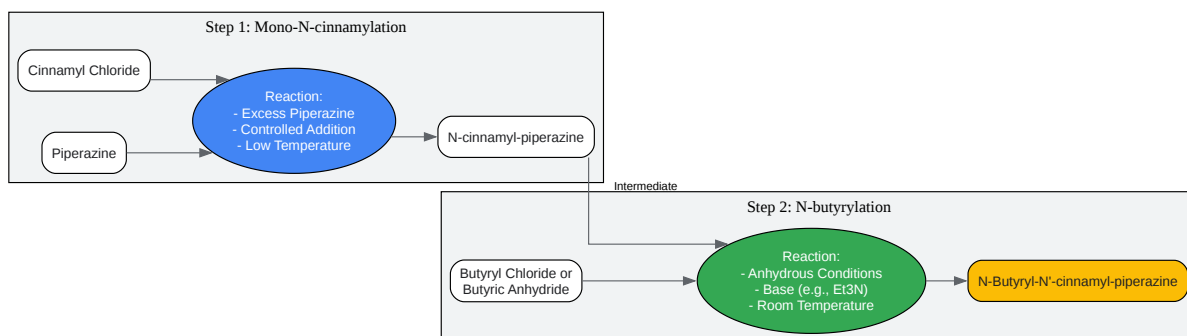 Step 1: Mono-N-cinnamylation
Cinnamyl Chloride
Piperazine
Reaction:
- Excess Piperazine
- Controlled Addition
- Low Temperature
N-cinnamyl-piperazine
Intermediate
Step 2: N-butyrylation
Butyryl Chloride or
Butyric Anhydride
Reaction:
- Anhydrous Conditions
- Base (e.g., Et3N)
- Room Temperature
N-Butyryl-N'-cinnamyl-piperazine